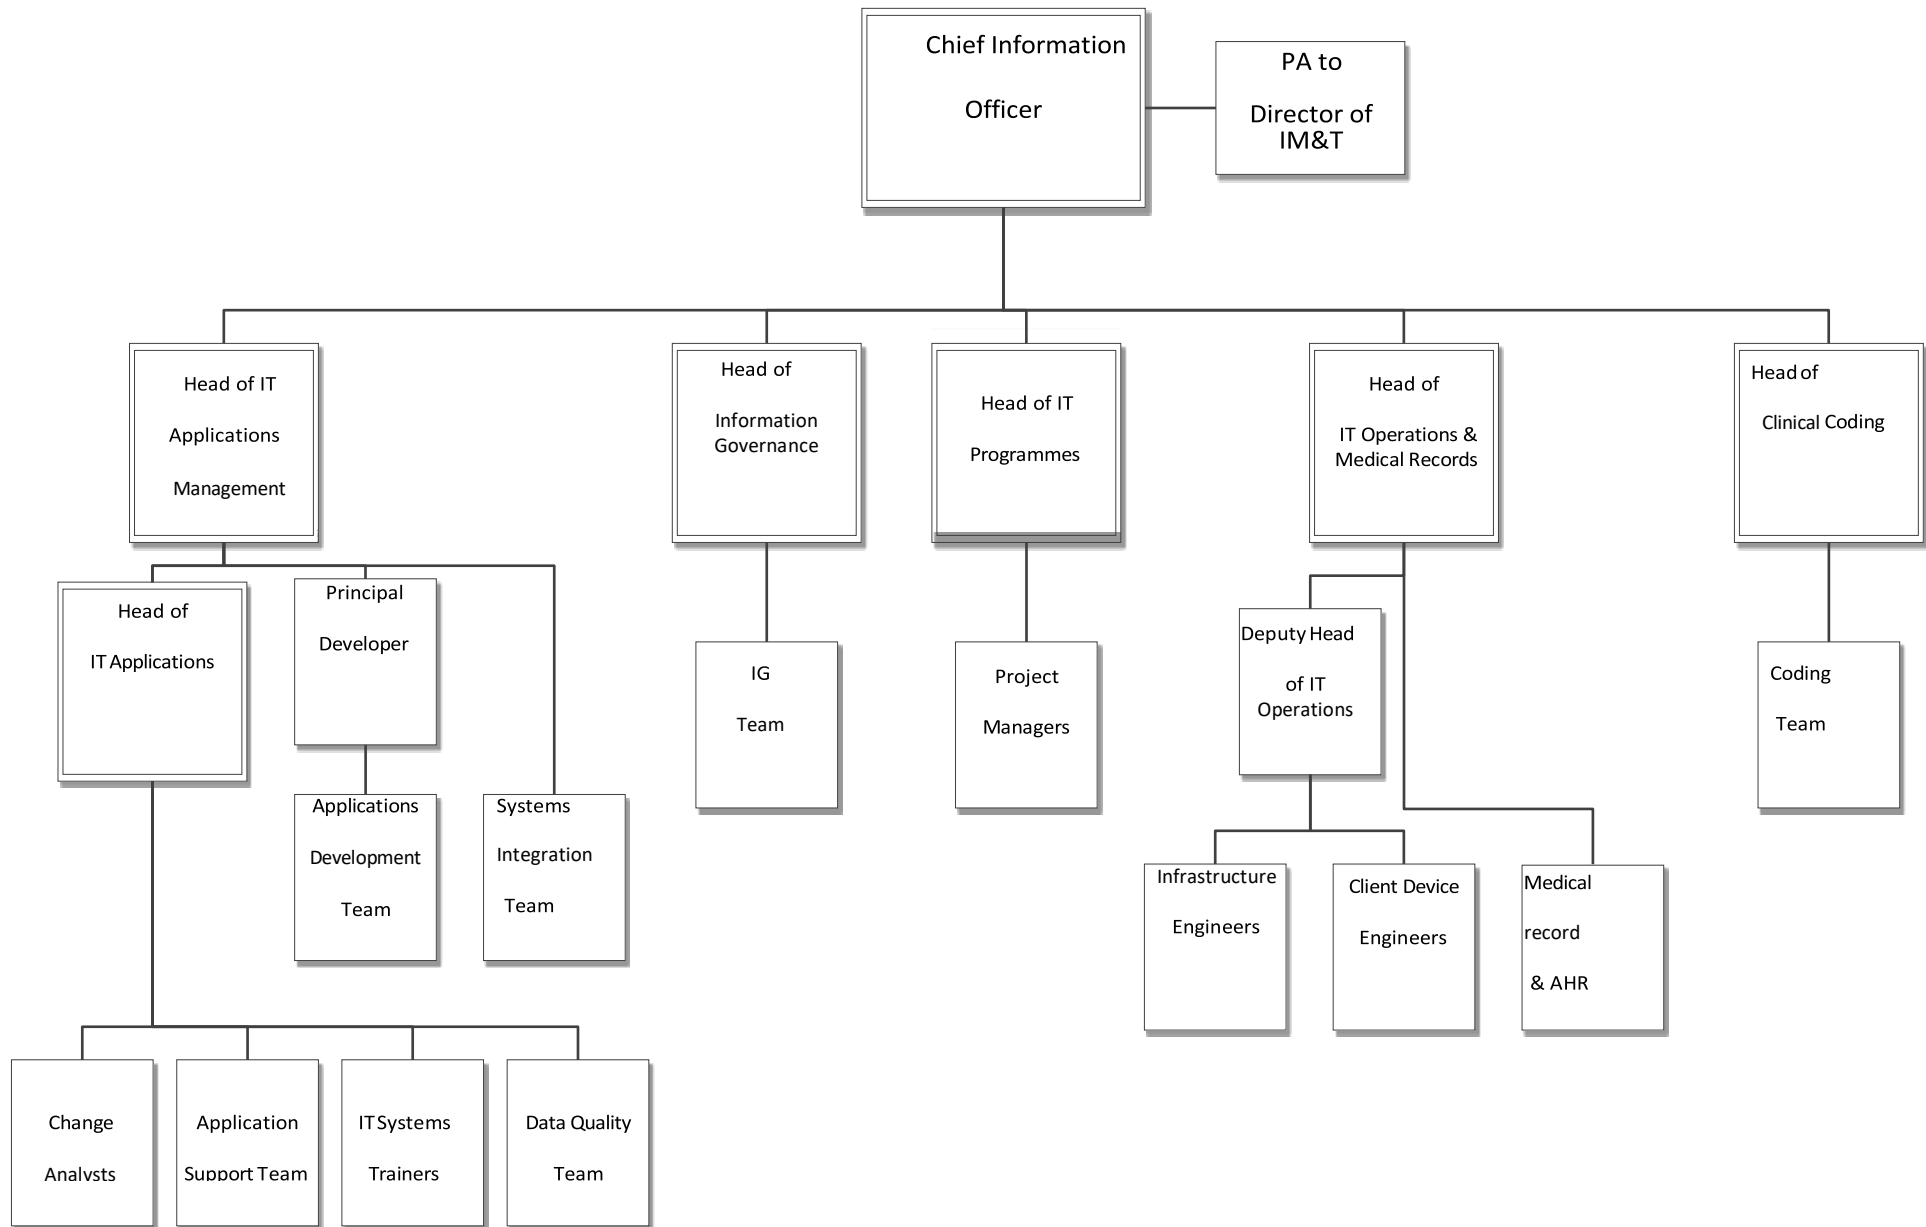 Chief Information
Officer
PA to
Director of
IM&T
Head of IT
Applications
Management
Head of
Information
Governance
Head of IT
Programmes
Head of
IT Operations &
Medical Records
Head of
Clinical Coding
Head of
IT Applications
Principal
Developer
IG
Team
Project
Managers
Deputy Head
of IT
Operations
Coding
Team
Applications
Development
Team
Systems
Integration
Team
Infrastructure
Engineers
Client Device
Engineers
Medical
record
& AHR
Change
Analysts
Application
Support Team
IT Systems
Trainers
Data Quality
Team